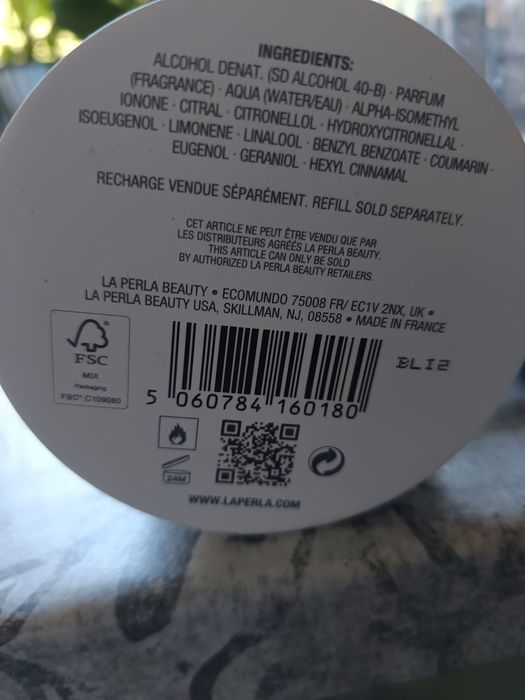 INGREDIENTS:
ALCOHOL DENAT. (SD ALCOHOL 40-B) · PARFUM
(FRAGRANCE) · AQUA (WATER/EAU) · ALPHA-ISOMETHYL
IONONE · CITRAL · CITRONELLOL · HYDROXYCITRONELLAL ·
ISOEUGENOL · LIMONENE · LINALOOL · BENZYL BENZOATE · COUMARIN ·
EUGENOL · GERANIOL · HEXYL CINNAMAL
RECHARGE VENDUE SÉPARÉMENT. REFILL SOLD SEPARATELY.
CET ARTICLE NE PEUT ÊTRE VENDU QUE PAR
LES DISTRIBUTEURS AGRÉÉS LA PERLA BEAUTY.
THIS ARTICLE CAN ONLY BE SOLD
BY AUTHORIZED LA PERLA BEAUTY RETAILERS.
LA PERLA BEAUTY • ECOMUNDO 75008 FR/ EC1V 2NX, UK •
LA PERLA BEAUTY USA, SKILLMAN, NJ, 08558 • MADE IN FRANCE
FSC
MIX
Packaging
FSC® C109060
BLI2
5 060784 160180
24M
WWW.LAPERLA.COM